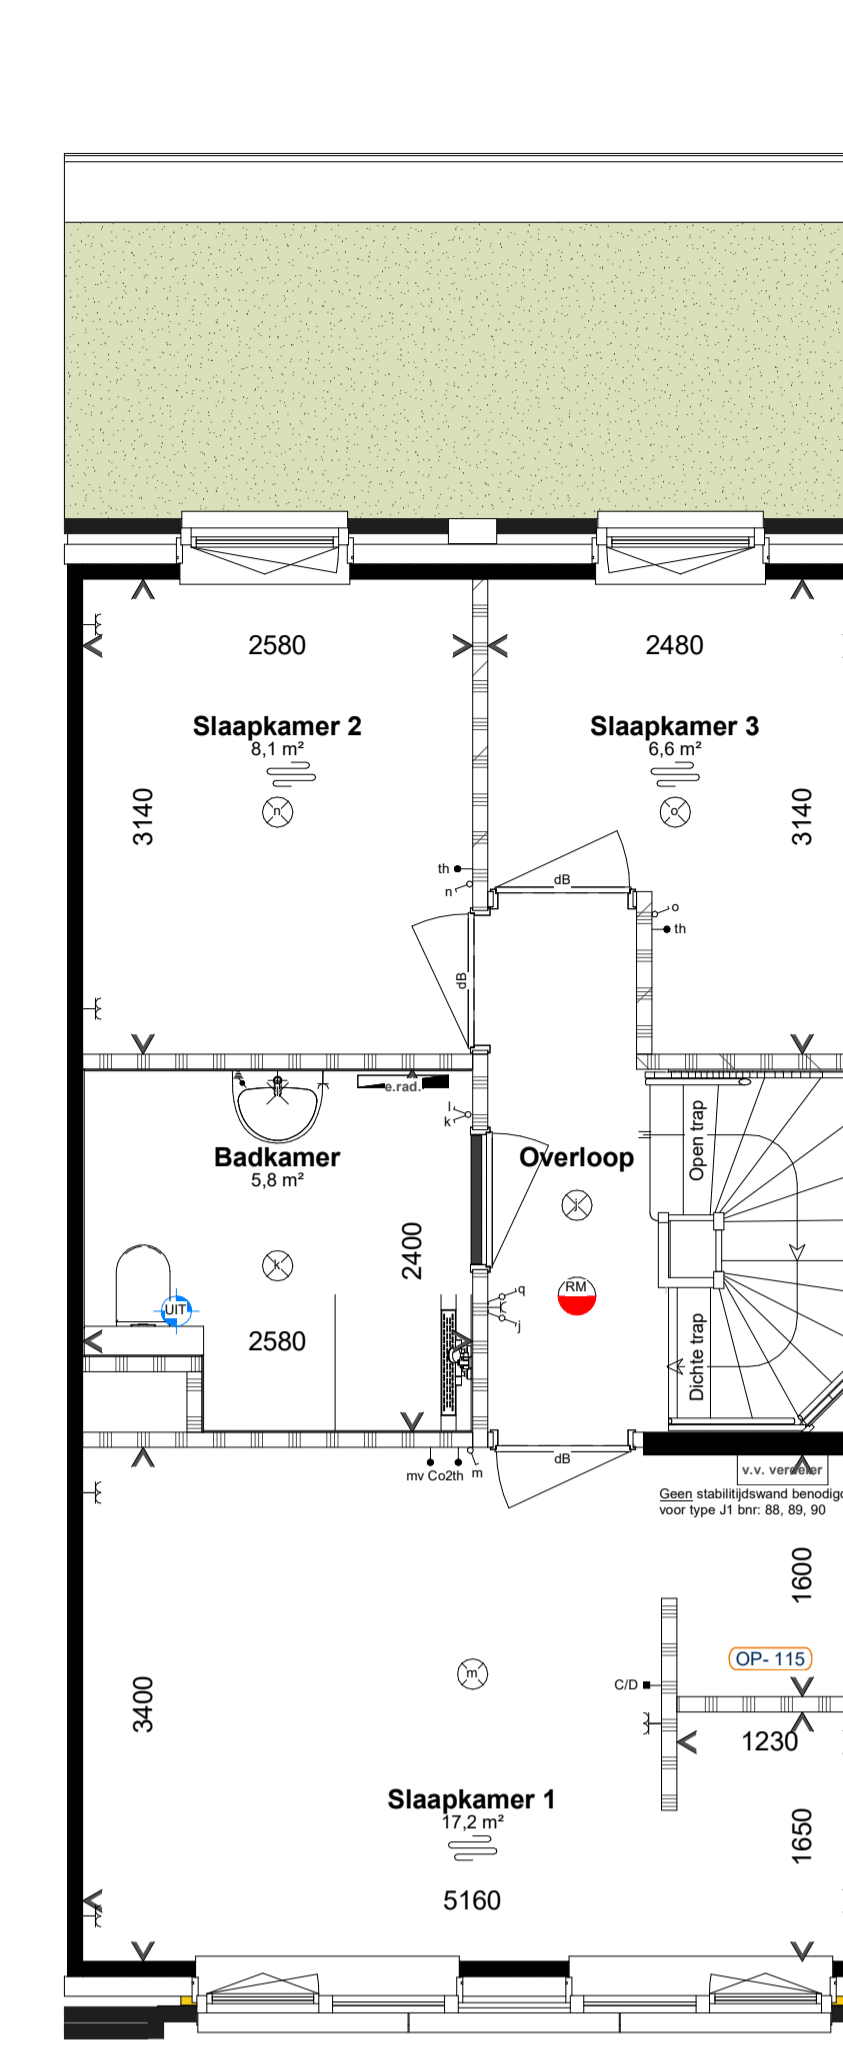 2580
2480
Slaapkamer 2
8,1 m²
Slaapkamer 3
6,6 m²
n
o
3140
3140
th
n
dB
o
th
dB
e.rad.
l
k
Badkamer
5,8 m²
Overloop
Open trap
j
2400
k
UIT
RM
q
j
2580
Dichte trap
mv Co2th
m
dB
v.v. verdeler
Geen stabilitijdswand benodigd
voor type J1 bnr: 88, 89, 90
1600
OP- 115
m
C/D
3400
1230
Slaapkamer 1
17,2 m²
1650
5160